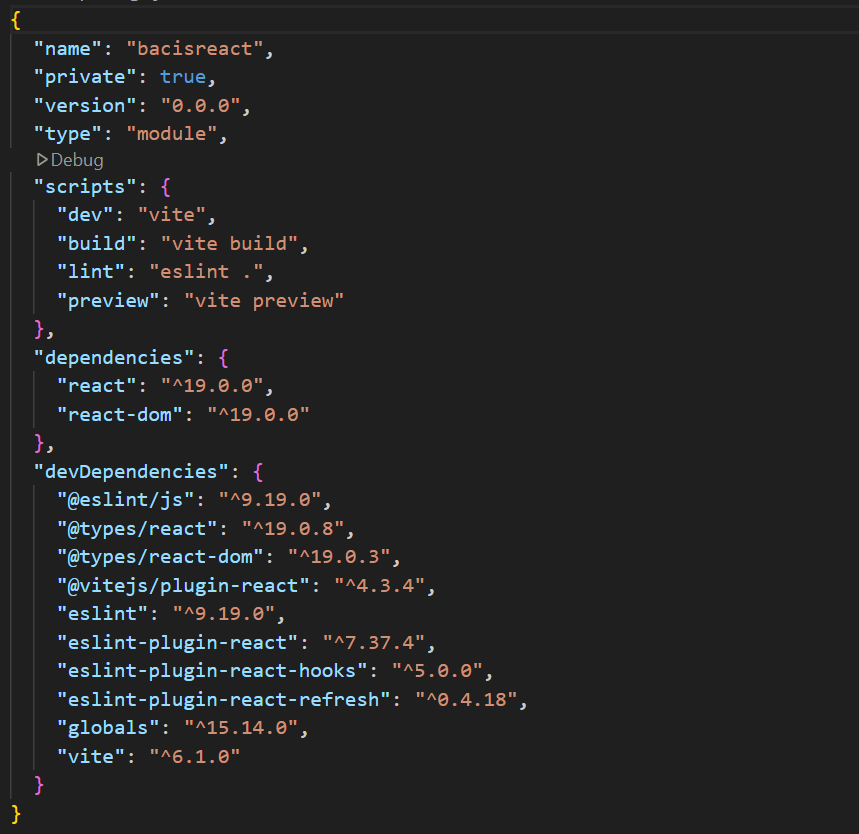 {
  "name": "bacisreact",
  "private": true,
  "version": "0.0.0",
  "type": "module",
  Debug
  "scripts": {
    "dev": "vite",
    "build": "vite build",
    "lint": "eslint .",
    "preview": "vite preview"
  },
  "dependencies": {
    "react": "^19.0.0",
    "react-dom": "^19.0.0"
  },
  "devDependencies": {
    "@eslint/js": "^9.19.0",
    "@types/react": "^19.0.8",
    "@types/react-dom": "^19.0.3",
    "@vitejs/plugin-react": "^4.3.4",
    "eslint": "^9.19.0",
    "eslint-plugin-react": "^7.37.4",
    "eslint-plugin-react-hooks": "^5.0.0",
    "eslint-plugin-react-refresh": "^0.4.18",
    "globals": "^15.14.0",
    "vite": "^6.1.0"
  }
}